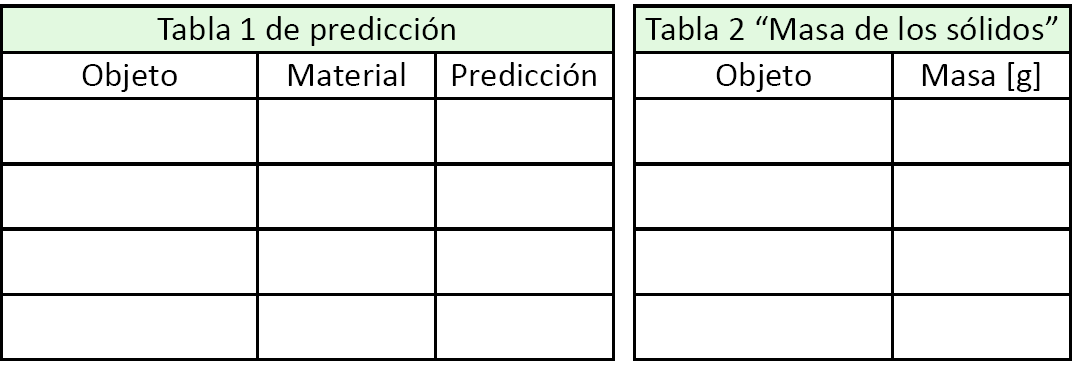 Tabla 1 de predicción
Objeto Material Predicción
Tabla 2 “Masa de los sólidos”
Objeto Masa [g]